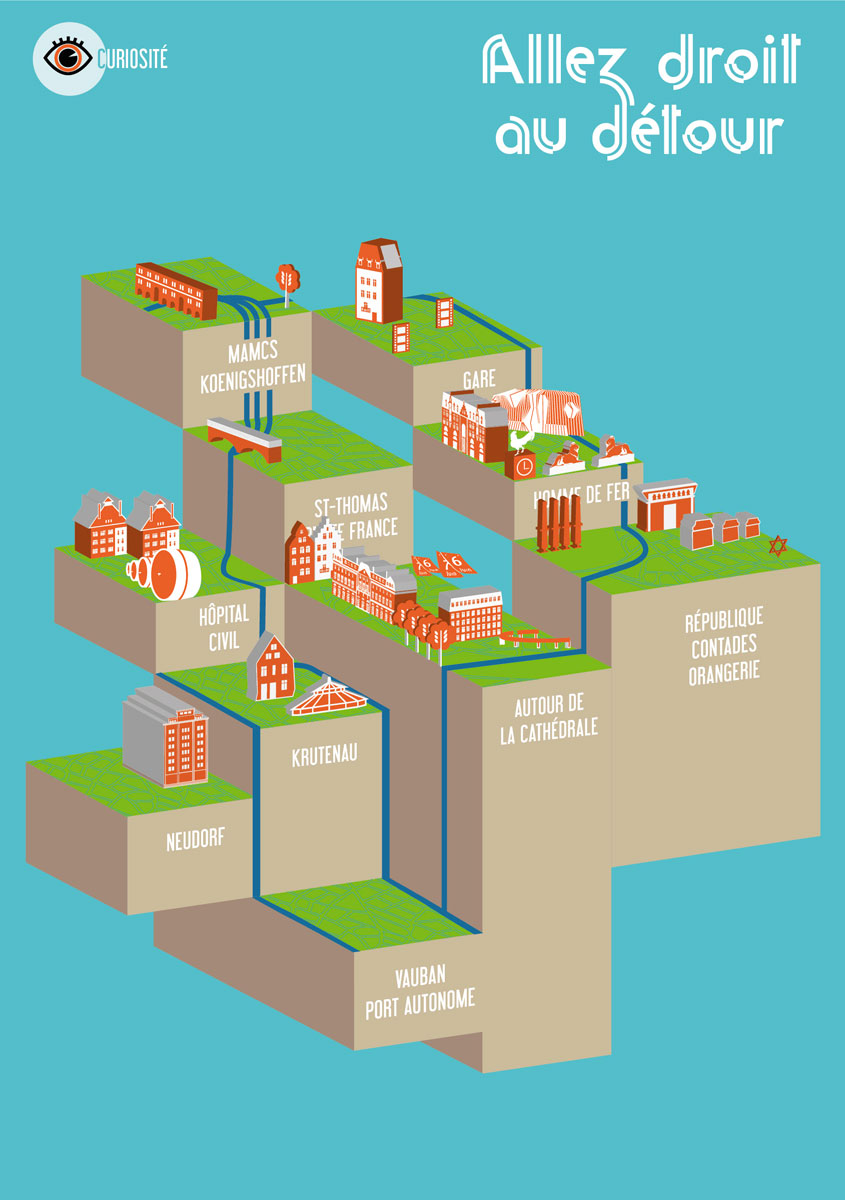 CURIOSITÉ
Allez droit
au détour
MAMCS
KOENIGSHOFFEN
GARE
HOMME DE FER
ST-THOMAS
FRANCE
HÔPITAL
CIVIL
RÉPUBLIQUE
CONTADES
ORANGERIE
AUTOUR DE
LA CATHÉDRALE
KRUTENAU
NEUDORF
VAUBAN
PORT AUTONOME